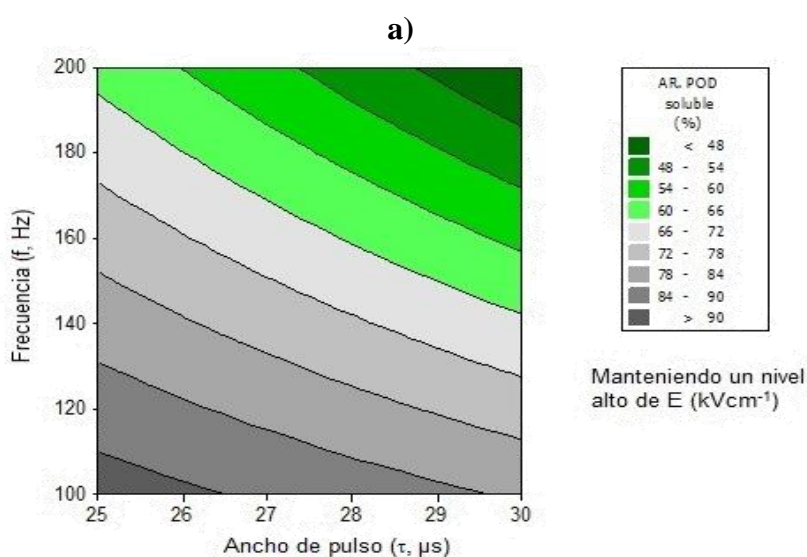 a)
200
180
160
140
120
100
Frecuencia (f, Hz)
25 26 27 28 29 30
Ancho de pulso (τ, µs)
AR. POD
soluble
(%)
< 48
48 - 54
54 - 60
60 - 66
66 - 72
72 - 78
78 - 84
84 - 90
> 90
Manteniendo un nivel
alto de E (kVcm⁻¹)